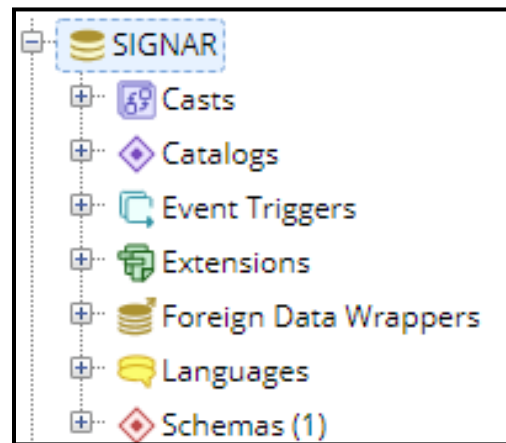 SIGNAR
Casts
Catalogs
Event Triggers
Extensions
Foreign Data Wrappers
Languages
Schemas (1)